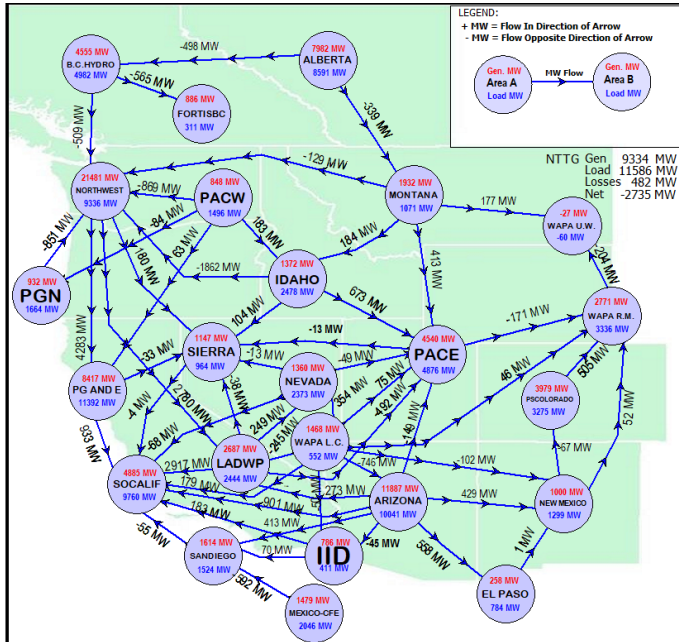 LEGEND:
+ MW = Flow In Direction of Arrow
- MW = Flow Opposite Direction of Arrow
Gen. MW
Area A
Load MW
MW Flow
Gen. MW
Area B
Load MW
NTTG Gen 9334 MW
Load 11586 MW
Losses 482 MW
Net -2735 MW
4555 MW
B.C.HYDRO
4982 MW
-498 MW
7982 MW
ALBERTA
8591 MW
-565 MW
886 MW
FORTISBC
311 MW
-339 MW
-509 MW
-129 MW
21481 MW
NORTHWEST
9336 MW
-869 MW
848 MW
PACW
1496 MW
1932 MW
MONTANA
1071 MW
177 MW
-27 MW
WAPA U.W.
-60 MW
-84 MW
-851 MW
180 MW
63 MW
183 MW
184 MW
413 MW
-204 MW
-1862 MW
1372 MW
IDAHO
2478 MW
932 MW
PGN
1664 MW
673 MW
2771 MW
WAPA R.M.
3336 MW
104 MW
-171 MW
4283 MW
-13 MW
1147 MW
SIERRA
964 MW
-33 MW
-13 MW
4540 MW
PACE
4876 MW
-49 MW
1360 MW
NEVADA
2373 MW
8417 MW
PG AND E
11392 MW
-4 MW
2780 MW
-38 MW
354 MW
75 MW
-492 MW
46 MW
505 MW
3979 MW
PSCOLORADO
3275 MW
52 MW
249 MW
-245 MW
1468 MW
WAPA L.C.
552 MW
-149 MW
933 MW
-68 MW
2687 MW
LADWP
2444 MW
-746 MW
-102 MW
-67 MW
4885 MW
SOCALIF
9760 MW
2917 MW
179 MW
273 MW
-901 MW
183 MW
11887 MW
ARIZONA
10041 MW
429 MW
1000 MW
NEW MEXICO
1299 MW
-55 MW
413 MW
70 MW
1614 MW
SANDIEGO
1524 MW
786 MW
IID
411 MW
-45 MW
558 MW
1 MW
258 MW
EL PASO
784 MW
-592 MW
1479 MW
MEXICO-CFE
2046 MW